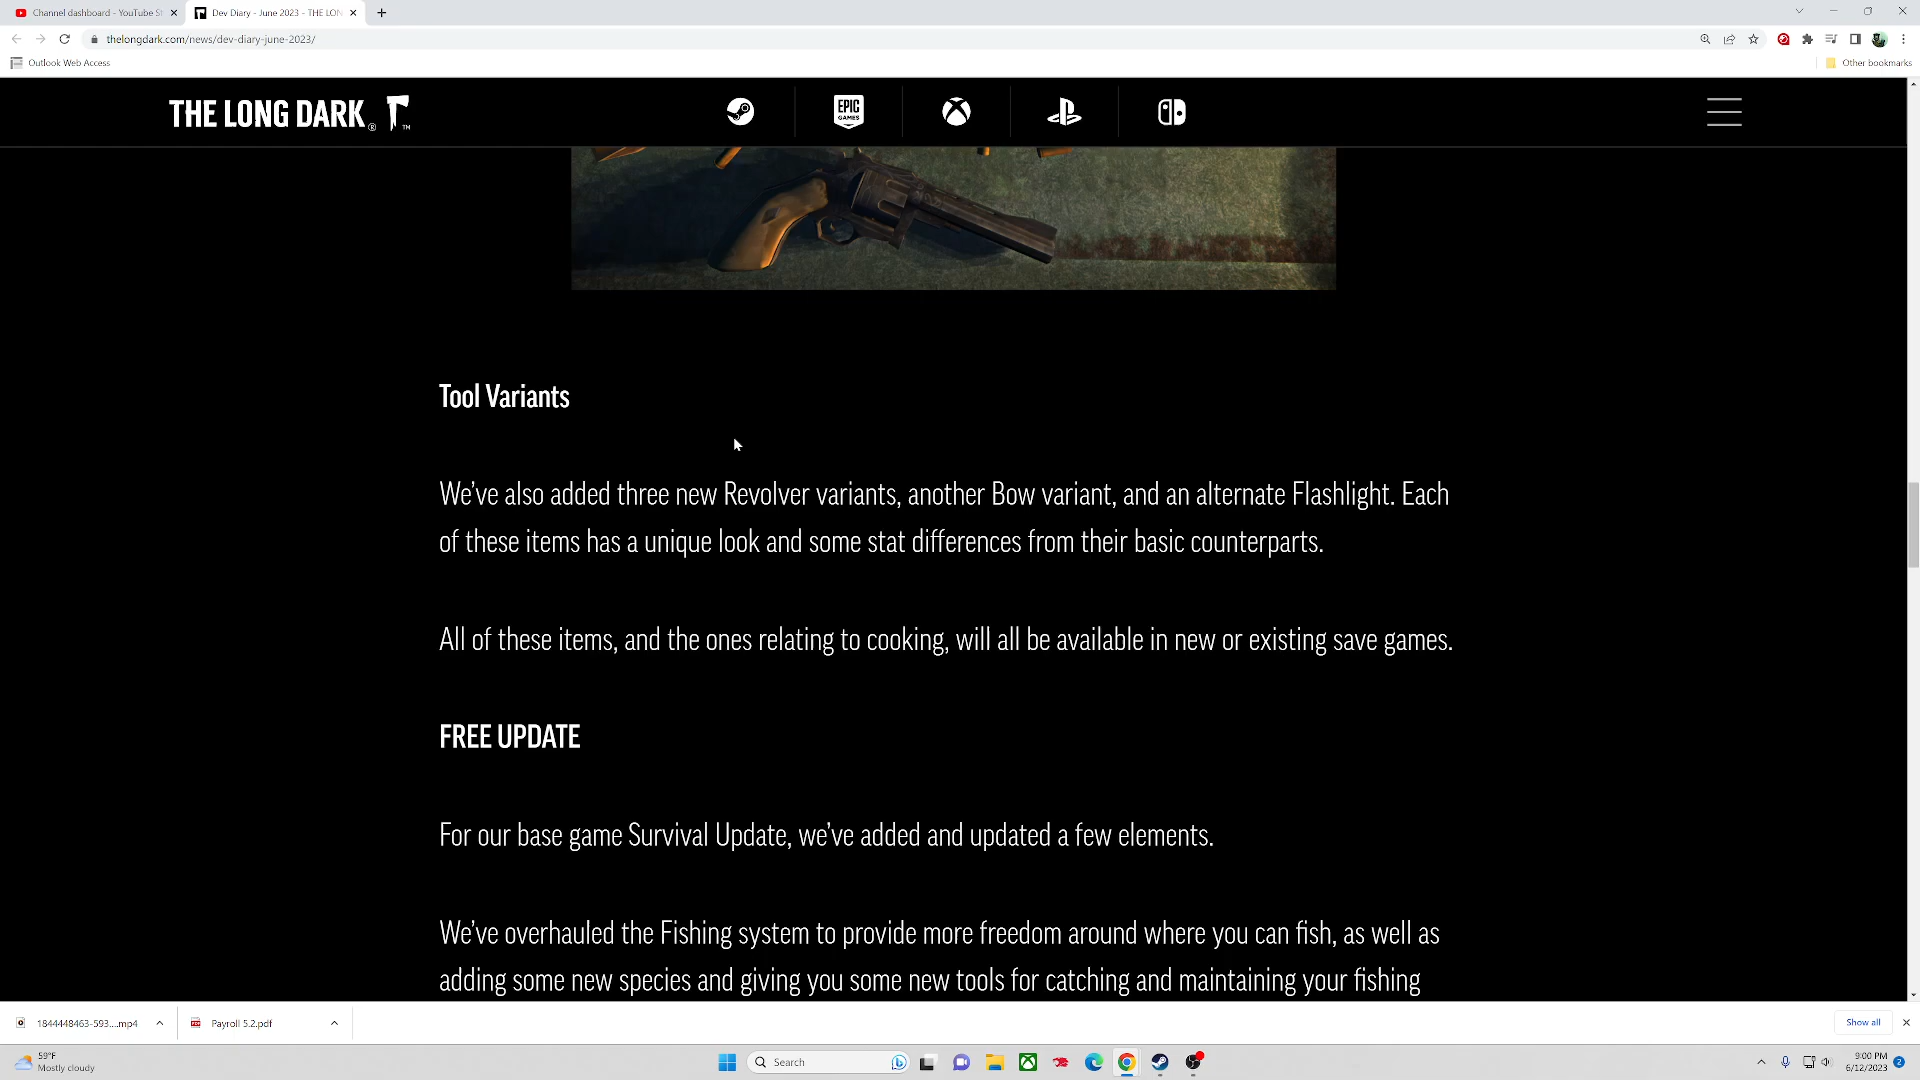 Channel dashboard - YouTube St
Dev Diary - June 2023 - THE LON
thelongdark.com/news/dev-diary-june-2023/
Outlook Web Access
Other bookmarks
THE LONG DARK.® TM
EPIC
GAMES
Tool Variants
We've also added three new Revolver variants, another Bow variant, and an alternate Flashlight. Each
of these items has a unique look and some stat differences from their basic counterparts.
All of these items, and the ones relating to cooking, will all be available in new or existing save games.
FREE UPDATE
For our base game Survival Update, we've added and updated a few elements.
We've overhauled the Fishing system to provide more freedom around where you can fish, as well as
adding some new species and giving you some new tools for catching and maintaining your fishing
1844448463-593....mp4
Payroll 5.2.pdf
Show all
59°F
Mostly cloudy
Search
9:00 PM
6/12/2023
2